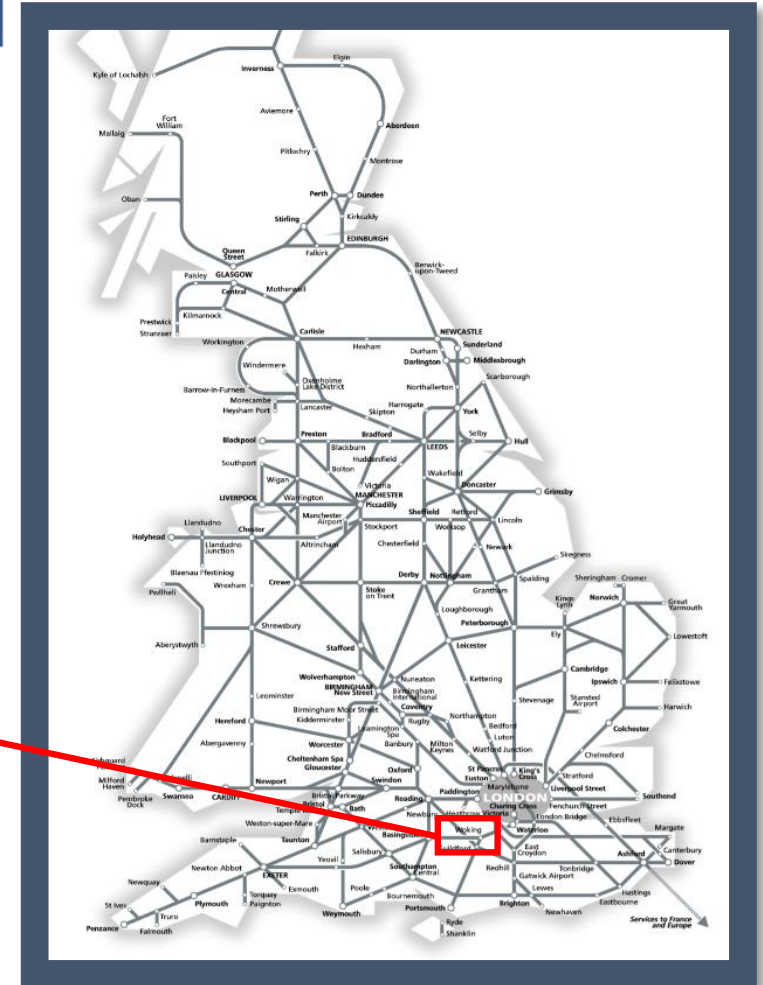 Elgin
Inverness
Kyle of Lochalsh
Aviemore
Fort
William
Mallaig
Aberdeen
Pitlochry
Montrose
Perth
Dundee
Oban
Kirkcaldy
Stirling
EDINBURGH
Falkirk
Queen
Street
GLASGOW
Central
Paisley
Motherwell
Berwick-
upon-Tweed
Prestwick
Kilmarnock
Stranraer
Carlisle
NEWCASTLE
Workington
Hexham
Durham
Sunderland
Darlington
Middlesbrough
Windermere
Oxenholme
Lake District
Scarborough
Barrow-in-Furness
Northallerton
Morecambe
Heysham Port
Lancaster
Harrogate
Skipton
York
Blackpool
Preston
Bradford
LEEDS
Selby
Hull
Blackburn
Huddersfield
Southport
Bolton
Wakefield
Wigan
Victoria
MANCHESTER
Piccadilly
Doncaster
Grimsby
LIVERPOOL
Warrington
Manchester
Airport
Sheffield
Retford
Lincoln
Llandudno
Chester
Stockport
Worksop
Holyhead
Llandudno
Junction
Altrincham
Chesterfield
Newark
Skegness
Blaenau Ffestiniog
Wrexham
Crewe
Stoke
on Trent
Derby
Nottingham
Grantham
Spalding
Sheringham
Cromer
Pwllheli
Kings
Lynn
Norwich
Great
Yarmouth
Loughborough
Shrewsbury
Peterborough
Ely
Lowestoft
Aberystwyth
Stafford
Leicester
Wolverhampton
BIRMINGHAM
New Street
Nuneaton
Birmingham
International
Kettering
Cambridge
Ipswich
Felixstowe
Leominster
Birmingham Moor Street
Kidderminster
Coventry
Rugby
Northampton
Stevenage
Stansted
Airport
Harwich
Hereford
Leamington
Spa
Bedford
Colchester
Abergavenny
Worcester
Banbury
Milton
Keynes
Luton
Watford Junction
Chelmsford
Cheltenham Spa
Gloucester
Oxford
St Pancras
Euston
King's
Cross
Stratford
Milford
Haven
Swindon
Marylebone
Liverpool Street
Pembroke
Dock
Swansea
CARDIFF
Newport
Bristol Parkway
Bristol
Bath
Reading
Paddington
LONDON
Fenchurch Street
Southend
Charing Cross
Newbury
Heathrow
Victoria
London Bridge
Ebbsfleet
Weston-super-Mare
Woking
Waterloo
Margate
Barnstaple
Taunton
East
Croydon
Canterbury
Yeovil
Salisbury
Southampton
Central
Redhill
Tonbridge
Ashford
Dover
Newton Abbot
EXETER
Gatwick Airport
Newquay
Exmouth
Poole
Bournemouth
Lewes
Hastings
Eastbourne
St Ives
Truro
Plymouth
Torquay
Paignton
Weymouth
Portsmouth
Brighton
Newhaven
Penzance
Falmouth
Ryde
Shanklin
Services to France
and Europe